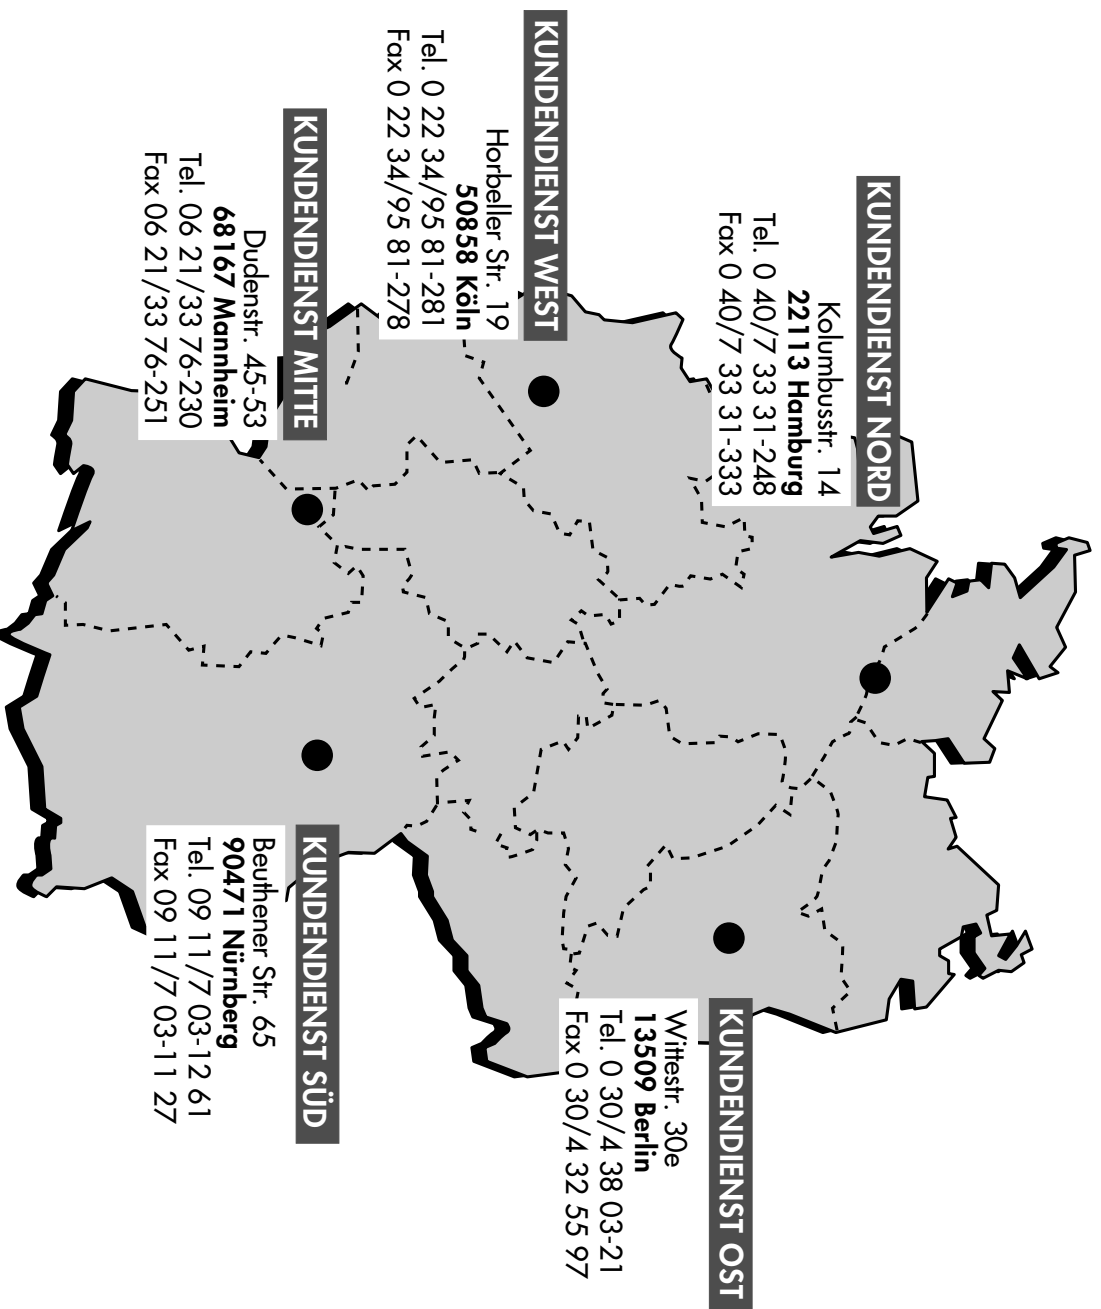 KUNDENDIENST NORD
Kolumbusstr. 14
22113 Hamburg
Tel. 0 40/7 33 31-248
Fax 0 40/7 33 31-333
KUNDENDIENST WEST
Horbeller Str. 19
50858 Köln
Tel. 0 22 34/95 81-281
Fax 0 22 34/95 81-278
KUNDENDIENST OST
Wittestr. 30e
13509 Berlin
Tel. 0 30/4 38 03-21
Fax 0 30/4 32 55 97
KUNDENDIENST MITTE
Dudenstr. 45-53
68167 Mannheim
Tel. 06 21/33 76-230
Fax 06 21/33 76-251
KUNDENDIENST SÜD
Beuthener Str. 65
90471 Nürnberg
Tel. 09 11/7 03-12 61
Fax 09 11/7 03-11 27